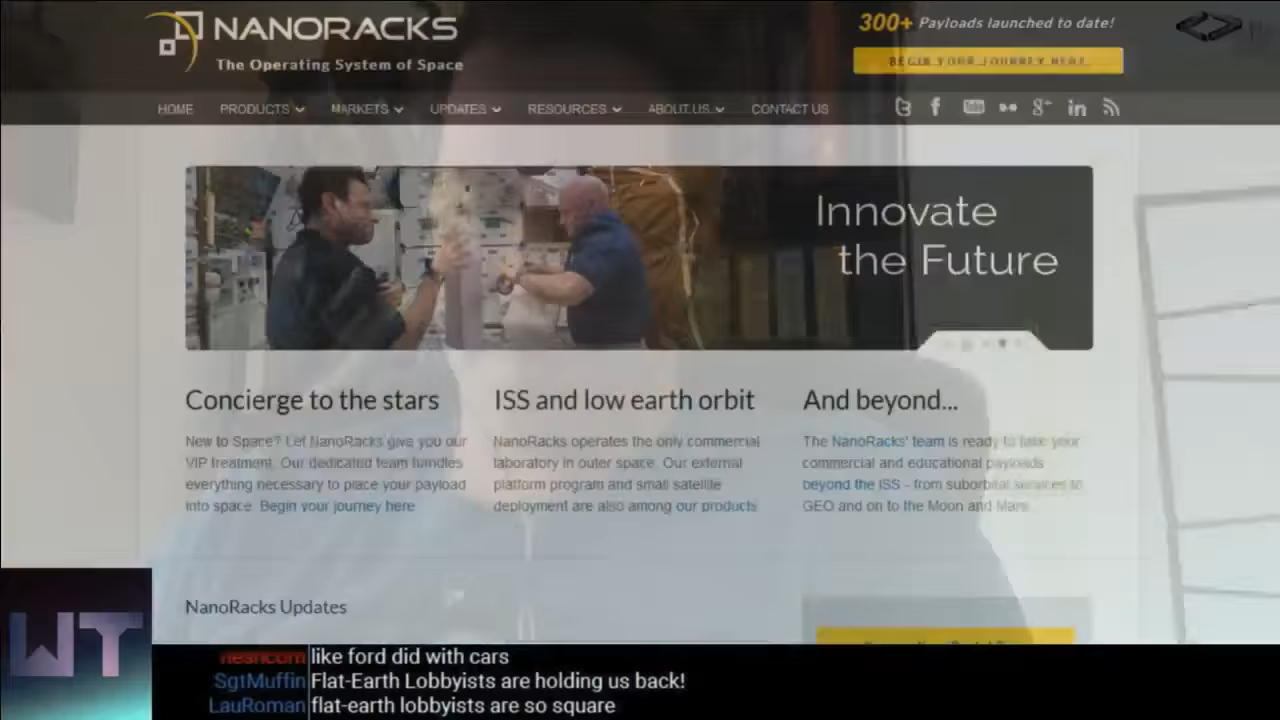 NANORACKS
The Operating System of Space
300+ Payloads launched to date!
BEGIN YOUR JOURNEY HERE
HOME PRODUCTS MARKETS UPDATES RESOURCES ABOUT US CONTACT US
Innovate
the Future
Concierge to the stars
New to Space? Let NanoRacks give you our
VIP treatment. Our dedicated team handles
everything necessary to place your payload
into space. Begin your journey here
ISS and low earth orbit
NanoRacks operates the only commercial
laboratory in outer space. Our external
platform program and small satellite
deployment are also among our products
And beyond...
The NanoRacks' team is ready to take your
commercial and educational payloads
beyond the ISS - from suborbital services to
GEO and on to the Moon and Mars
NanoRacks Updates
WT
like ford did with cars
SgtMuffin Flat-Earth Lobbyists are holding us back!
LauRoman flat-earth lobbyists are so square